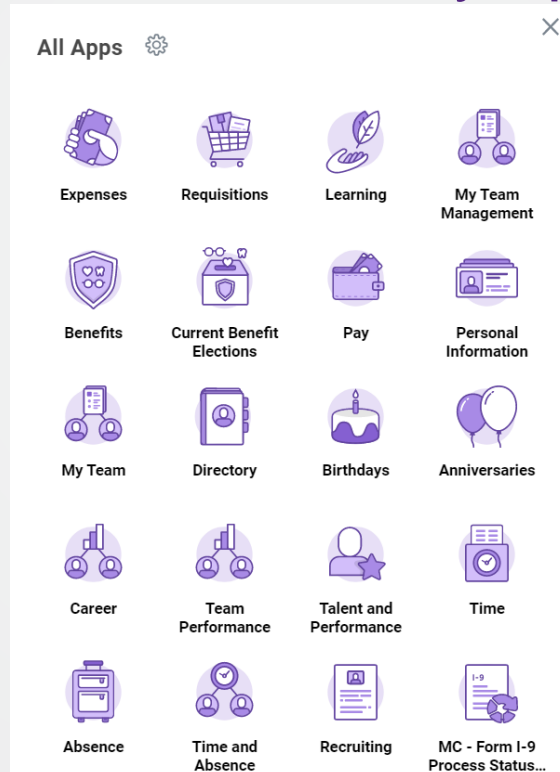 All Apps
Expenses
Requisitions
Learning
My Team
Management
Benefits
Current Benefit
Elections
Pay
Personal
Information
My Team
Directory
Birthdays
Anniversaries
Career
Team
Performance
Talent and
Performance
Time
Absence
Time and
Absence
Recruiting
I-9
MC - Form I-9
Process Status...